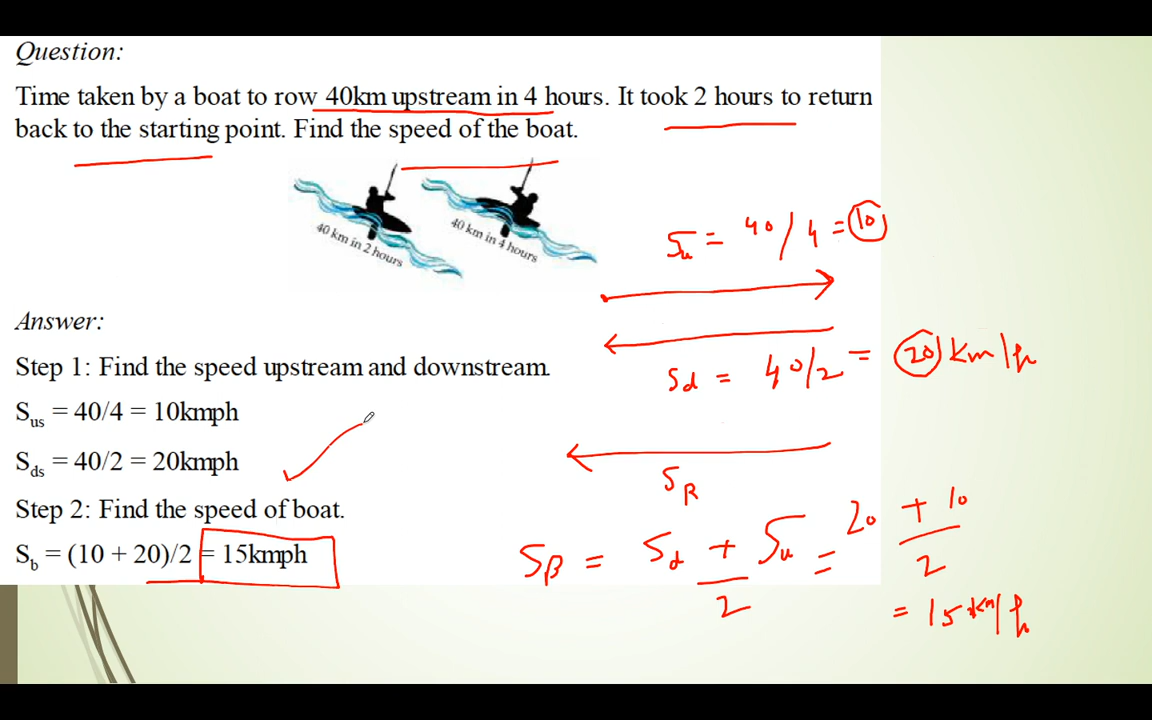 Question:
Time taken by a boat to row 40km upstream in 4 hours. It took 2 hours to return
back to the starting point. Find the speed of the boat.
40 km in 2 hours
40 km in 4 hours
Su = 40/4 = 10
Sd = 40/2 = 20 km/h
Answer:
Step 1: Find the speed upstream and downstream.
Sus = 40/4 = 10kmph
Sds = 40/2 = 20kmph
Step 2: Find the speed of boat.
Sb = (10 + 20)/2 = 15kmph
SB
SB = Sd + Su = 20 + 10
2 2
= 15 km/h